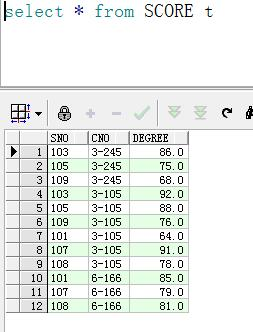 select * from SCORE t
SNO CNO DEGREE
1 103 3-245 86.0
2 105 3-245 75.0
3 109 3-245 68.0
4 103 3-105 92.0
5 105 3-105 88.0
6 109 3-105 76.0
7 101 3-105 64.0
8 107 3-105 91.0
9 108 3-105 78.0
10 101 6-166 85.0
11 107 6-166 79.0
12 108 6-166 81.0